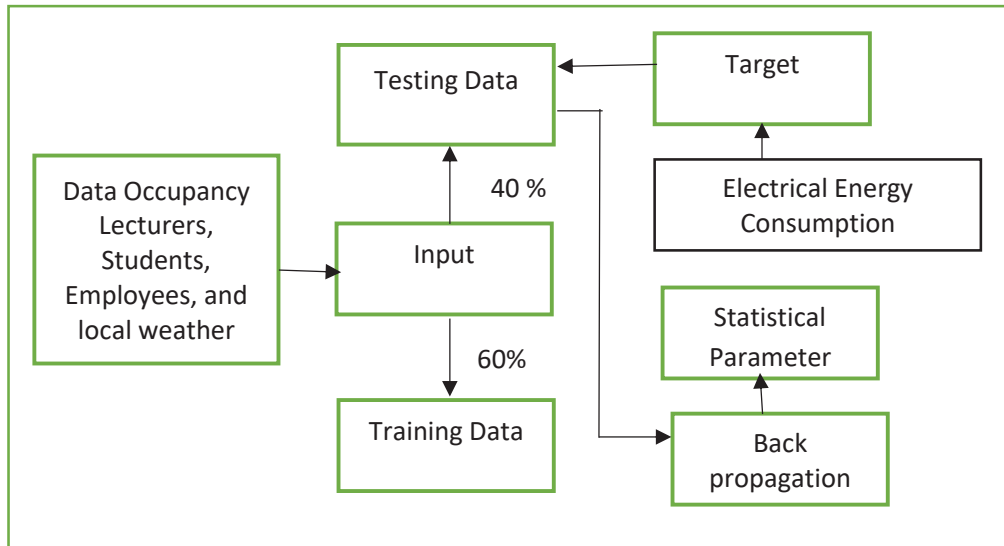 Testing Data
Target
Data Occupancy
Lecturers,
Students,
Employees, and
local weather
40 %
Electrical Energy
Consumption
Input
Statistical
Parameter
60%
Training Data
Back
propagation